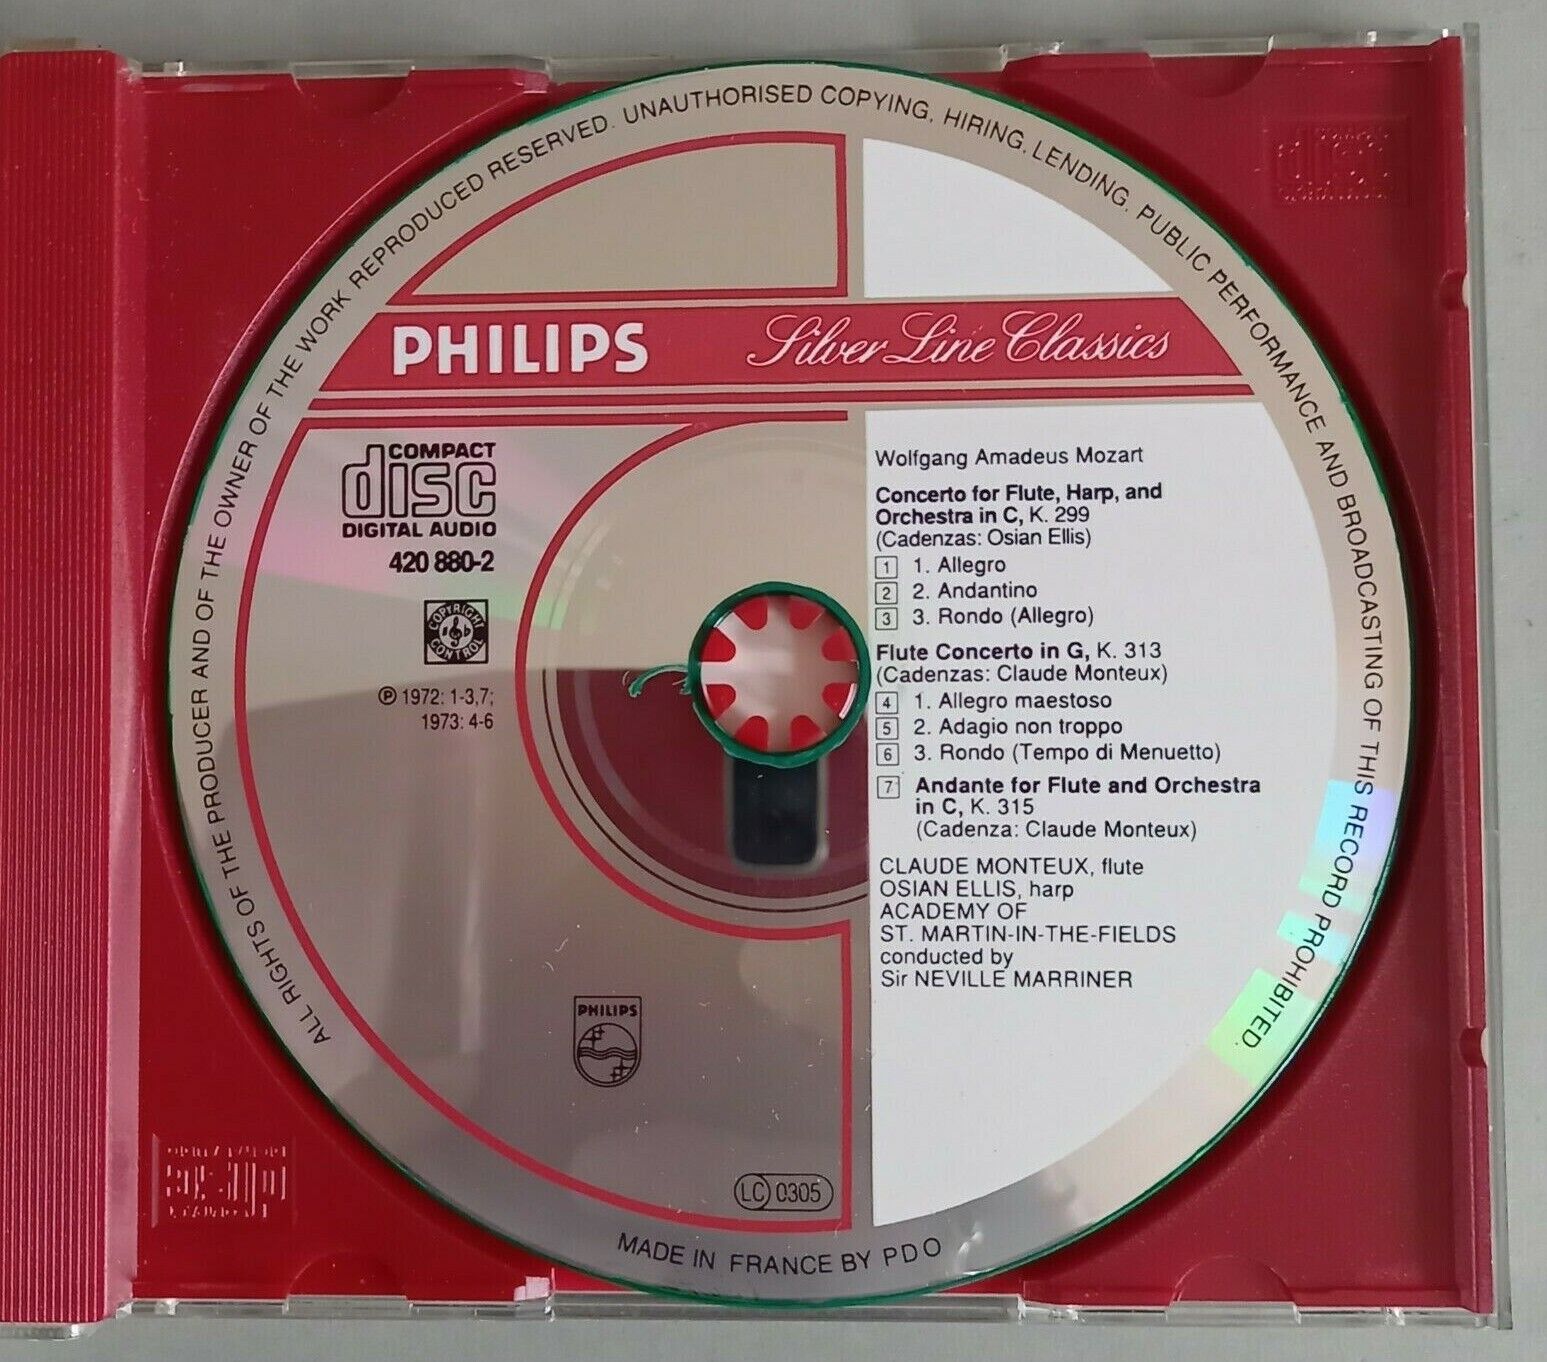 ALL RIGHTS OF THE PRODUCER AND OF THE OWNER OF THE WORK REPRODUCED RESERVED. UNAUTHORISED COPYING, HIRING, LENDING, PUBLIC PERFORMANCE AND BROADCASTING OF THIS RECORD PROHIBITED.
PHILIPS Silver Line Classics
COMPACT
disc
DIGITAL AUDIO
420 880-2
COPYRIGHT
CONTROL
℗ 1972: 1-3,7;
1973: 4-6
Wolfgang Amadeus Mozart
Concerto for Flute, Harp, and
Orchestra in C, K. 299
(Cadenzas: Osian Ellis)
1 1. Allegro
2 2. Andantino
3 3. Rondo (Allegro)
Flute Concerto in G, K. 313
(Cadenzas: Claude Monteux)
4 1. Allegro maestoso
5 2. Adagio non troppo
6 3. Rondo (Tempo di Menuetto)
7 Andante for Flute and Orchestra
in C, K. 315
(Cadenza: Claude Monteux)
CLAUDE MONTEUX, flute
OSIAN ELLIS, harp
ACADEMY OF
ST. MARTIN-IN-THE-FIELDS
conducted by
Sir NEVILLE MARRINER
PHILIPS
LC 0305
MADE IN FRANCE BY PDO
disc